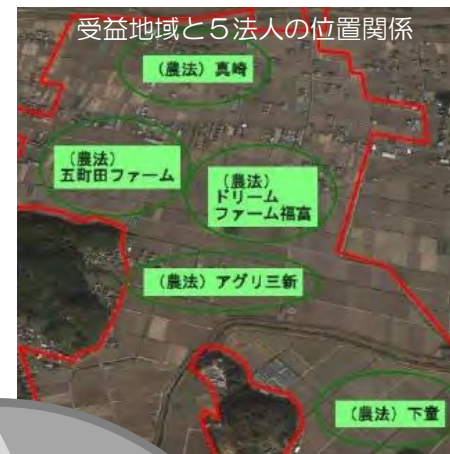 受益地域と５法人の位置関係
（農法）真崎
（農法）
五町田ファーム
（農法）
ドリーム
ファーム福富
（農法）アグリ三新
（農法）下童